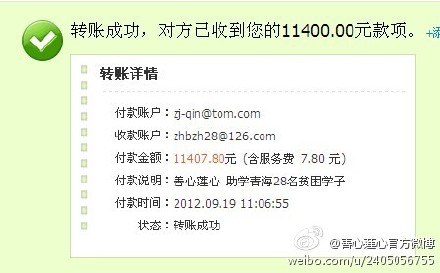 转账成功，对方已收到您的11400.00元款项。
转账详情
付款账户：zj-qin@tom.com
收款账户：zhbzh28@126.com
付款金额：11407.80元（含服务费 7.80 元）
付款说明：善心莲心 助学青海28名贫困学子
付款时间：2012.09.19 11:06:55
状态：转账成功
@善心莲心官方微博
weibo.com/u/2405056755